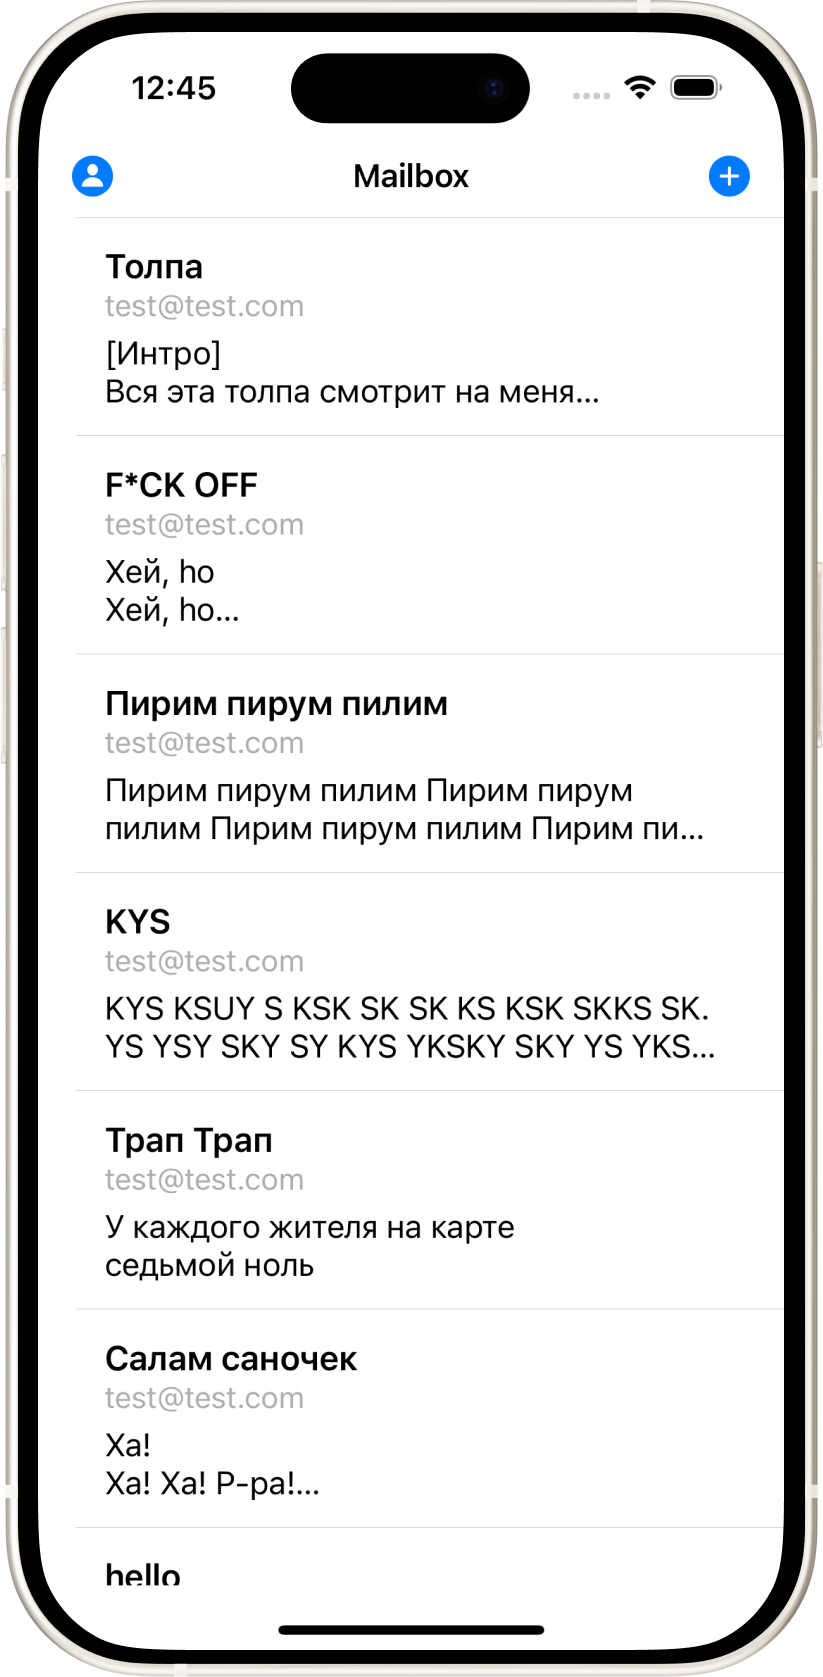 12:45
Mailbox
Толпа
test@test.com
[Интро]
Вся эта толпа смотрит на меня...
F*CK OFF
test@test.com
Хей, ho
Хей, ho...
Пирим пирум пилим
test@test.com
Пирим пирум пилим Пирим пирум
пилим Пирим пирум пилим Пирим пи...
KYS
test@test.com
KYS KSUY S KSK SK SK KS KSK SKKS SK.
YS YSY SKY SY KYS YKSKY SKY YS YKS...
Трап Трап
test@test.com
У каждого жителя на карте
седьмой ноль
Салам саночек
test@test.com
Ха!
Ха! Ха! Р-ра!...
hello